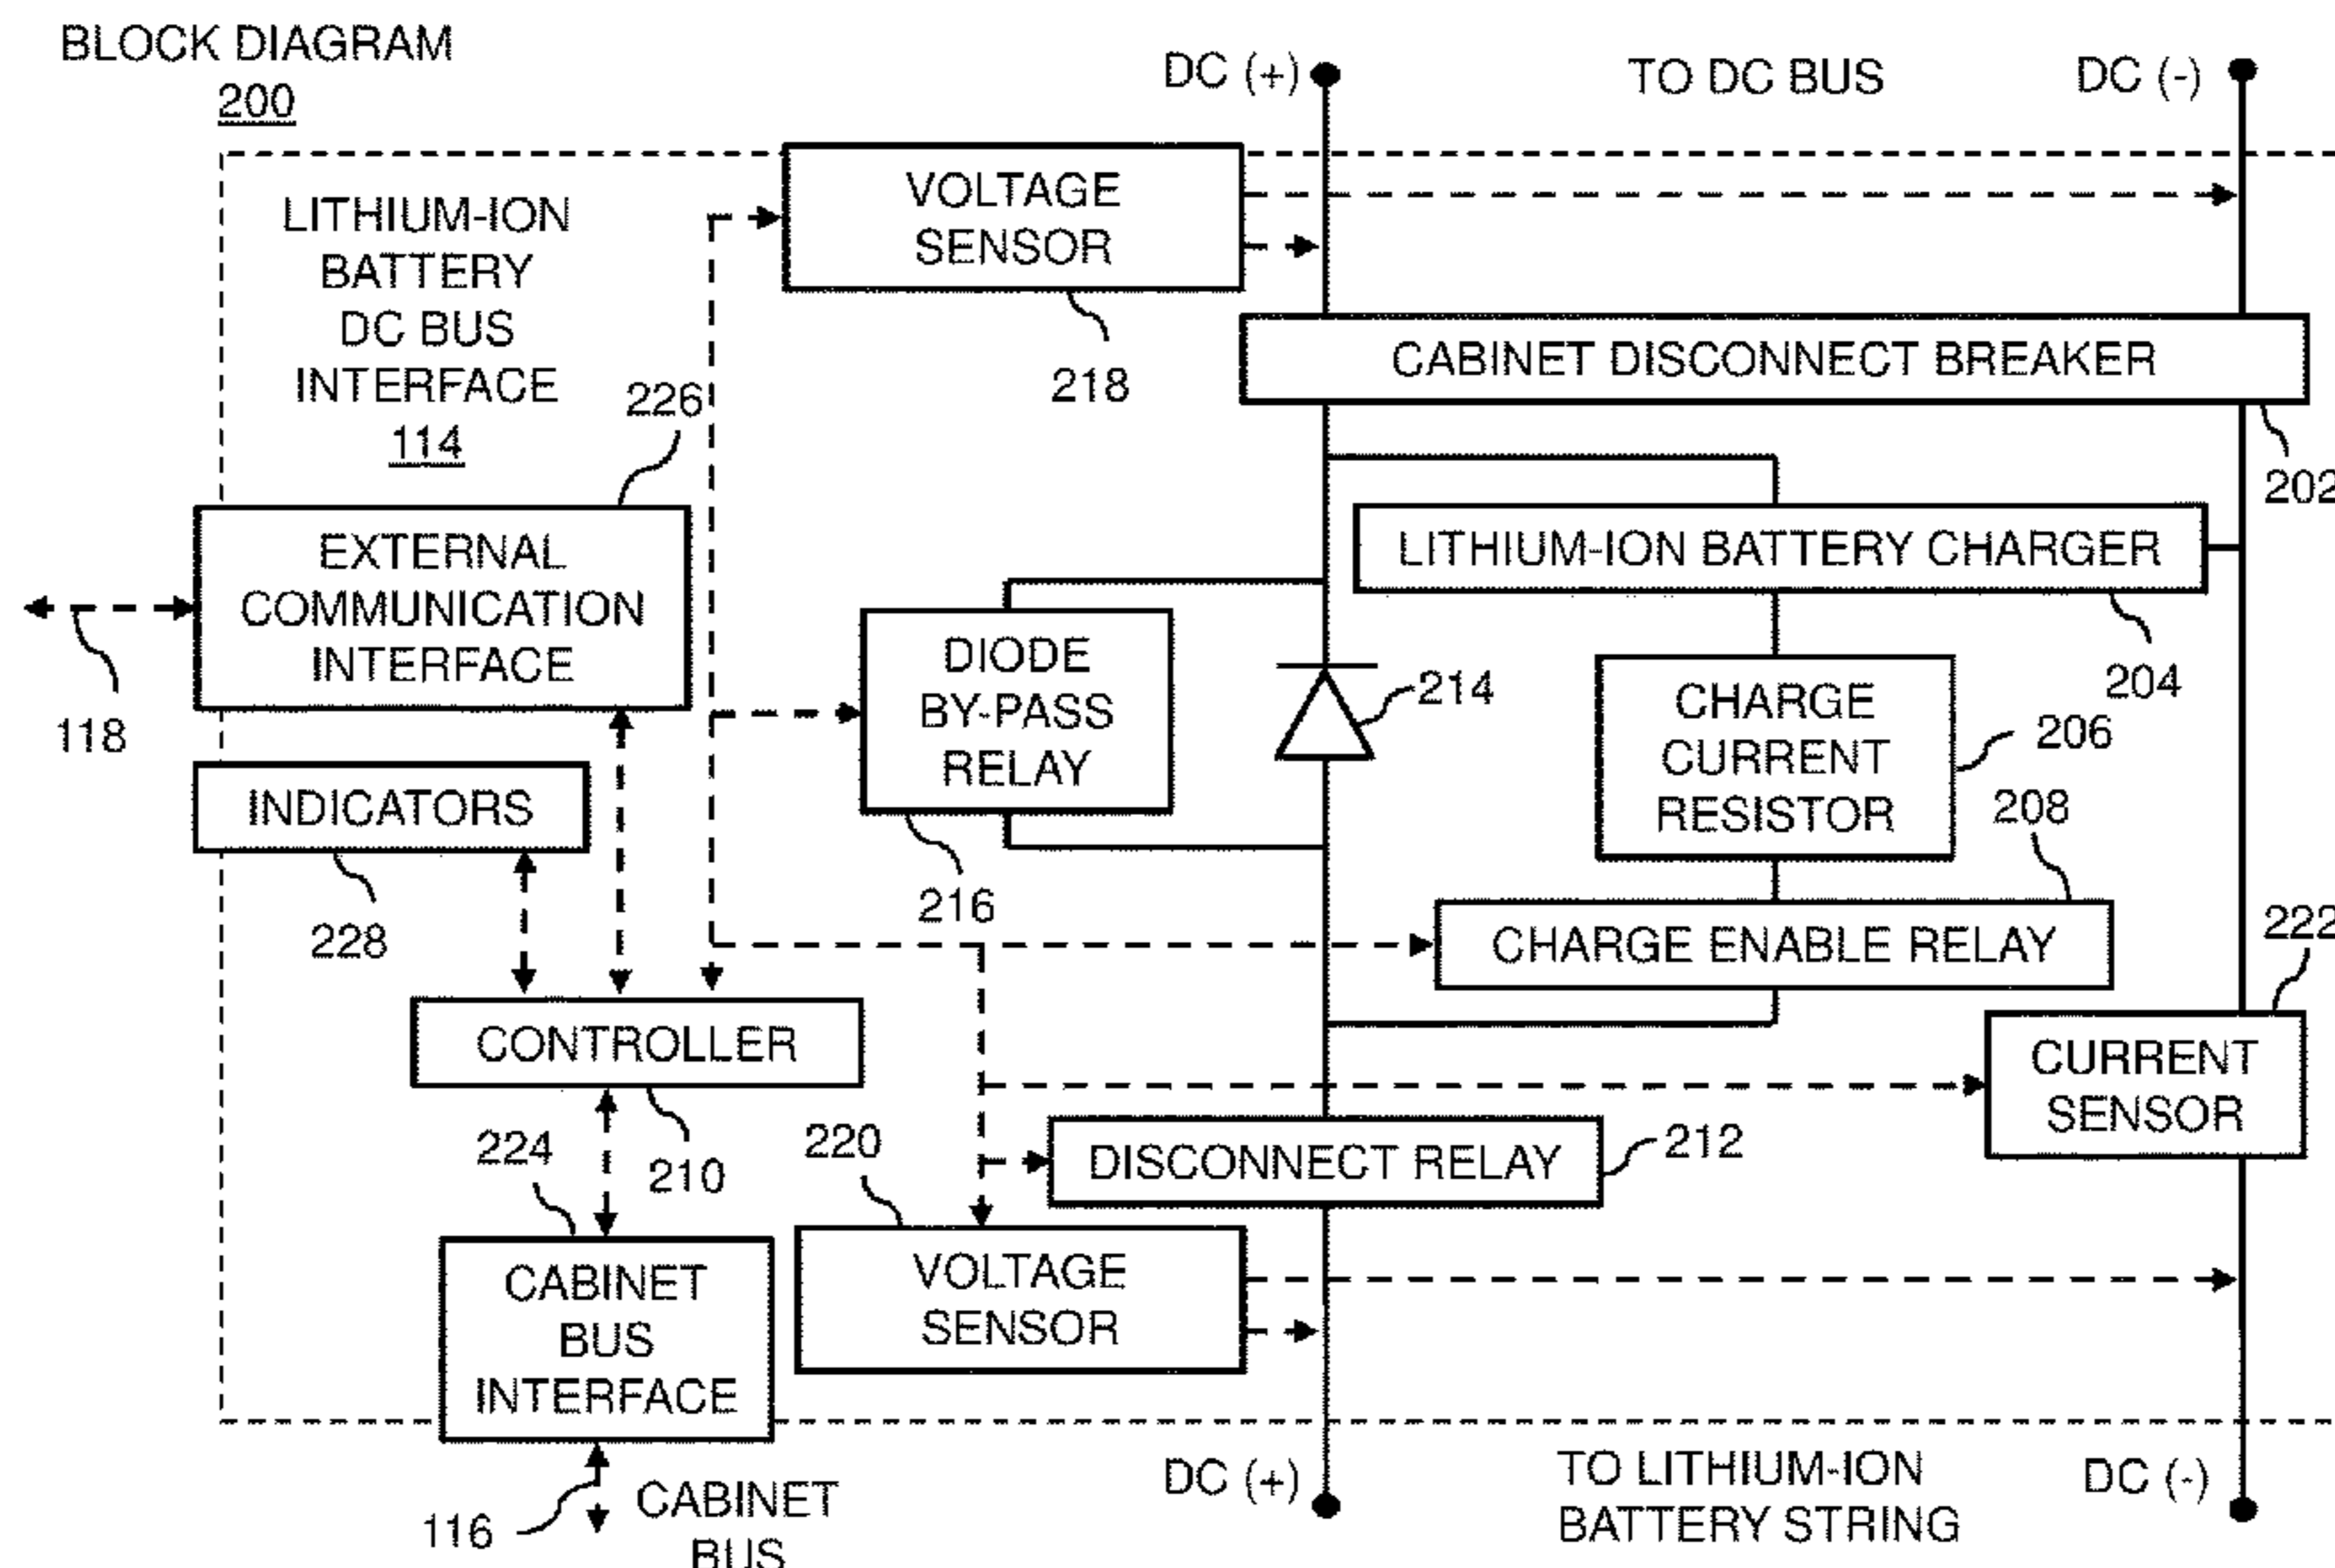 BLOCK DIAGRAM
200
DC (+)
TO DC BUS
DC (-)
LITHIUM-ION
BATTERY
DC BUS
INTERFACE
114
VOLTAGE
SENSOR
218
CABINET DISCONNECT BREAKER
202
226
EXTERNAL
COMMUNICATION
INTERFACE
118
LITHIUM-ION BATTERY CHARGER
204
DIODE
BY-PASS
RELAY
216
214
CHARGE
CURRENT
RESISTOR
206
208
INDICATORS
228
CHARGE ENABLE RELAY
222
CONTROLLER
210
CURRENT
SENSOR
224
220
DISCONNECT RELAY
212
CABINET
BUS
INTERFACE
VOLTAGE
SENSOR
116
CABINET
BUS
DC (+)
TO LITHIUM-ION
BATTERY STRING
DC (-)